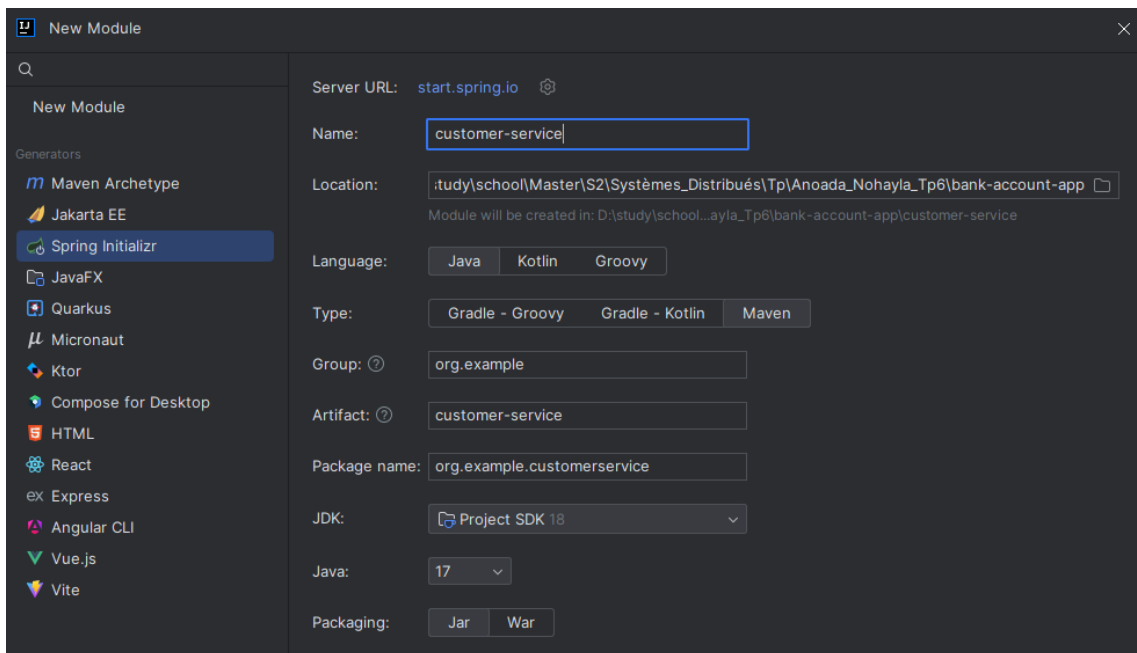 New Module
New Module
Generators
Maven Archetype
Jakarta EE
Spring Initializr
JavaFX
Quarkus
Micronaut
Ktor
Compose for Desktop
HTML
React
Express
Angular CLI
Vue.js
Vite
Server URL: start.spring.io
Name: customer-service
Location: :tudy\school\Master\S2\Systèmes_Distribués\Tp\Anoada_Nohayla_Tp6\bank-account-app
Module will be created in: D:\study\school...ayla_Tp6\bank-account-app\customer-service
Language: Java Kotlin Groovy
Type: Gradle - Groovy Gradle - Kotlin Maven
Group: org.example
Artifact: customer-service
Package name: org.example.customerservice
JDK: Project SDK 18
Java: 17
Packaging: Jar War